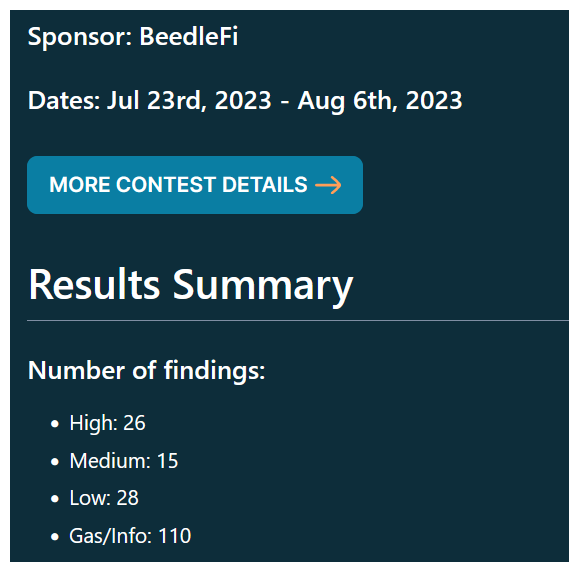 Sponsor: BeedleFi
Dates: Jul 23rd, 2023 - Aug 6th, 2023
MORE CONTEST DETAILS →
Results Summary
Number of findings:
• High: 26
• Medium: 15
• Low: 28
• Gas/Info: 110